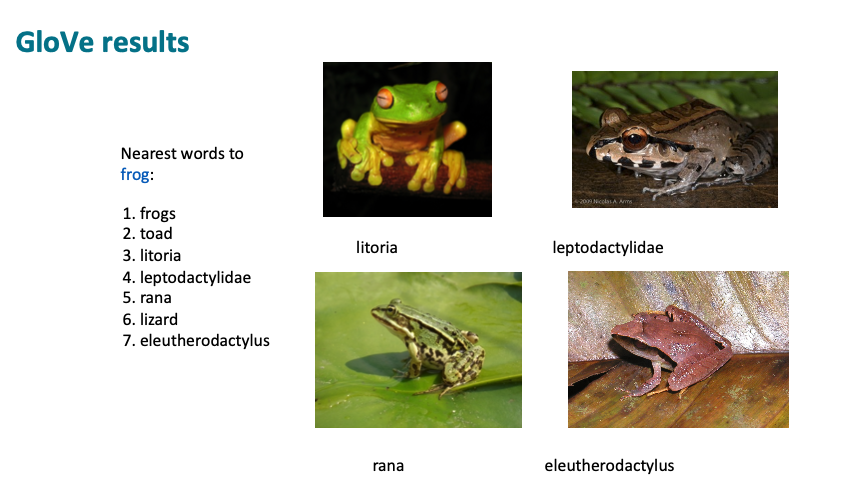 GloVe results
Nearest words to
frog:
1. frogs
2. toad
3. litoria
4. leptodactylidae
5. rana
6. lizard
7. eleutherodactylus
© 2009 Nicolas A. Arms
litoria
leptodactylidae
rana
eleutherodactylus